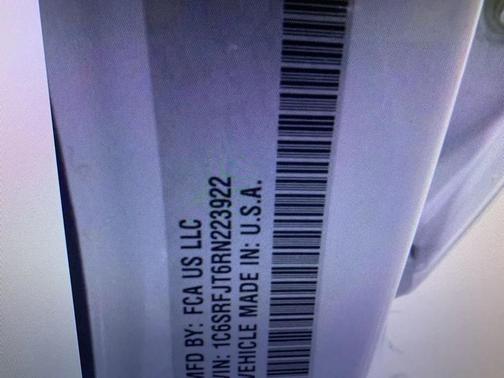 MFD BY: FCA US LLC
VIN: 1C6SRFJT6RN223922
VEHICLE MADE IN: U.S.A.